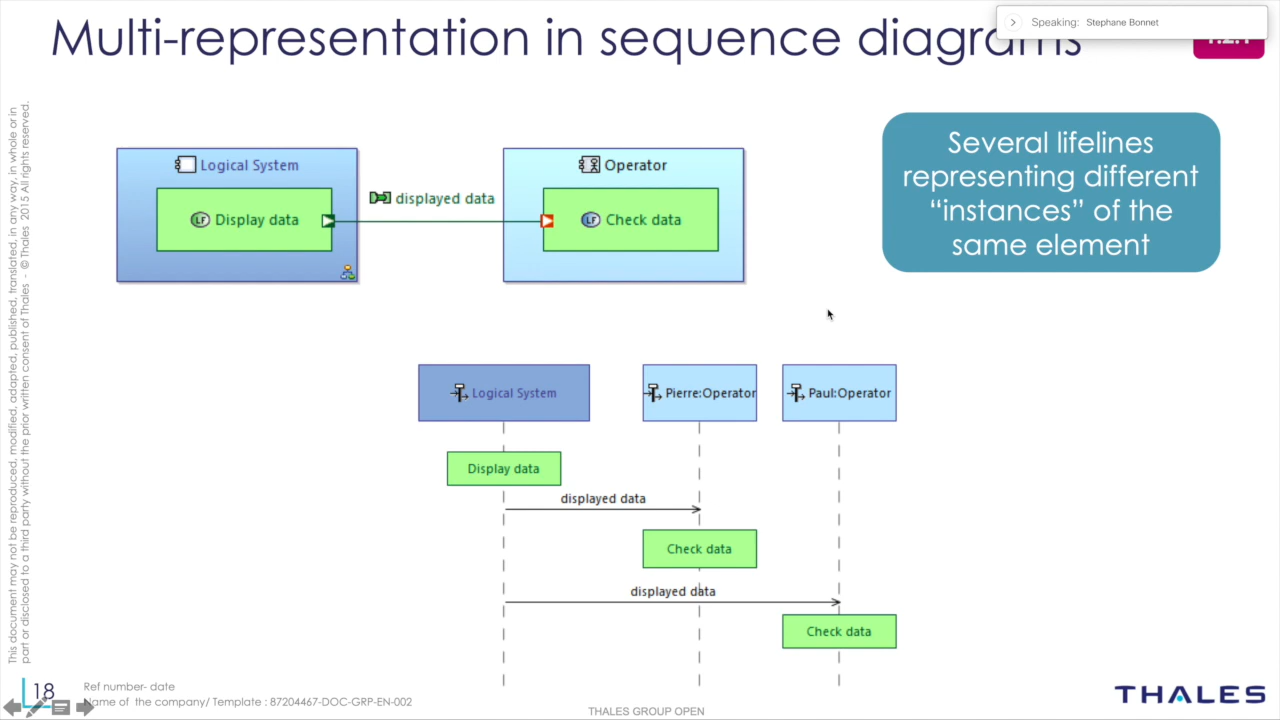 Multi-representation in sequence diagrams
Speaking: Stephane Bonnet
Logical System
Display data
LF
displayed data
Operator
Check data
LF
Several lifelines
representing different
“instances” of the
same element
Logical System
Pierre:Operator
Paul:Operator
Display data
displayed data
Check data
displayed data
Check data
This document may not be reproduced, modified, adapted, published, translated, in any way, in whole or in
part or disclosed to a third party without the prior written consent of Thales - © Thales 2015 All rights reserved.
18
Ref number- date
Name of the company/ Template : 87204467-DOC-GRP-EN-002
THALES GROUP OPEN
THALES